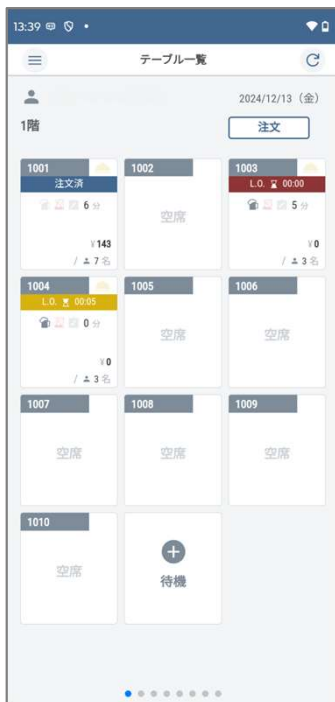 13:39
テーブル一覧
2024/12/13（金）
1階
注文
1001
注文済
6 分
¥143
/ 7 名
1002
空席
1003
L.O. 00:00
5 分
¥0
/ 3 名
1004
L.O. 00:05
0 分
¥0
/ 3 名
1005
空席
1006
空席
1007
空席
1008
空席
1009
空席
1010
空席
待機